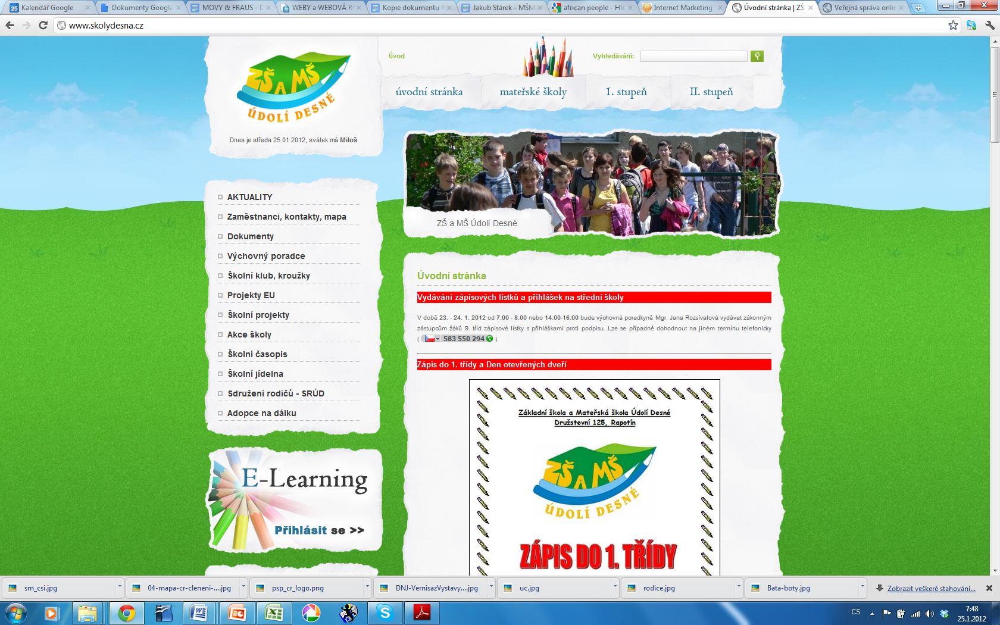 Kalendář Google
Dokumenty Google
MOVY & FRAUS - D
WEBY a WEBOVÁ
Kopie dokumentu
Jakub Stárek - MŠM
african people - Hle
Internet Marketing
Úvodní stránka | ZŠ
Veřejná správa onlin
www.skolydesna.cz
ZŠ A MŠ
ÚDOLÍ DESNÉ
Dnes je středa 25.01.2012, svátek má Miloš
Úvod
Vyhledávání:
úvodní stránka
mateřské školy
I. stupeň
II. stupeň
ZŠ a MŠ Údolí Desné
AKTUALITY
Zaměstnanci, kontakty, mapa
Dokumenty
Výchovný poradce
Školní klub, kroužky
Projekty EU
Školní projekty
Akce školy
Školní časopis
Školní jídelna
Sdružení rodičů - SRÚD
Adopce na dálku
E-Learning
Přihlásit se >>
Úvodní stránka
Vydávání zápisových lístků a přihlášek na střední školy
V době 23. - 24. 1. 2012 od 7.00 - 8.00 nebo 14.00-16.00 bude výchovná poradkyně Mgr. Jana Rozsívalová vydávat zákonným
zástupcům žáků 9. tříd zápisové lístky s přihláškami proti podpisu. Lze se případně dohodnout na jiném termínu telefonicky
( 583 550 294 ).
Zápis do 1. třídy a Den otevřených dveří
Základní škola a Mateřská škola Údolí Desné
Družstevní 125, Rapotín
ZŠ A MŠ
ÚDOLÍ DESNÉ
ZÁPIS DO 1. TŘÍDY
sm_csi.jpg
04-mapa-cr-cleneni-....jpg
psp_cr_logo.png
DNJ-VernisazVystavy....jpg
uc.jpg
rodice.jpg
Bata-boty.jpg
Zobrazit veškeré stahování...
CS
7:48
25.1.2012